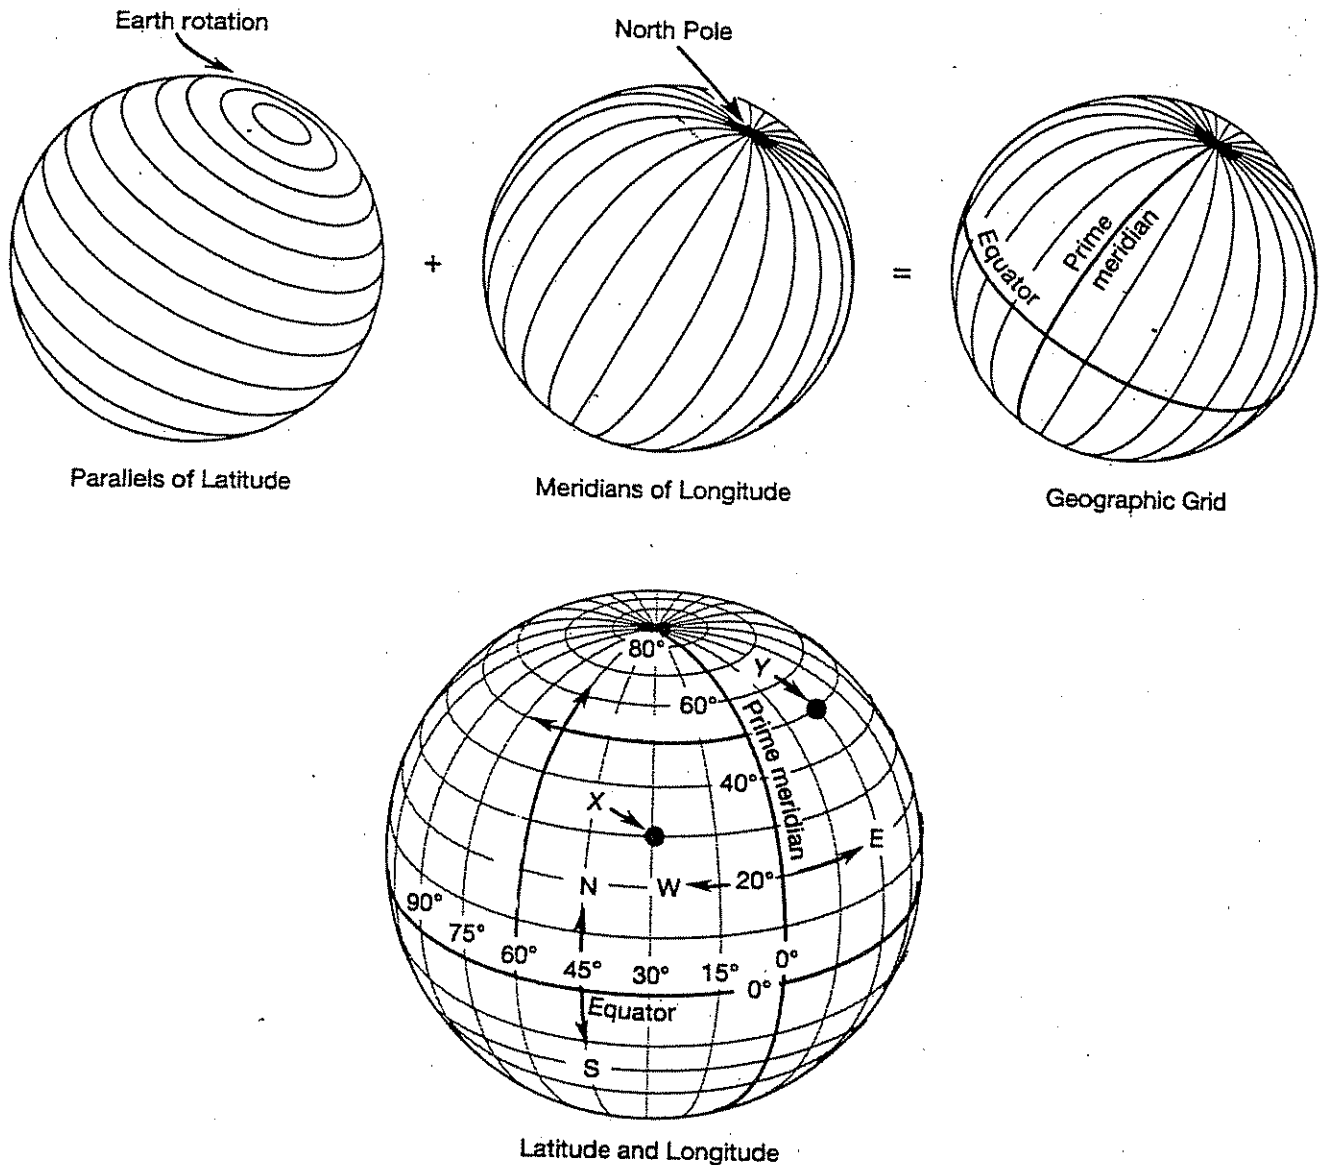 Earth rotation
North Pole
Equator
Prime
meridian
+
=
Parallels of Latitude
Meridians of Longitude
Geographic Grid
80°
Y
60°
Prime meridian
40°
X
E
N
W
20°
90°
75°
60°
45°
30°
15°
0°
0°
Equator
S
Latitude and Longitude